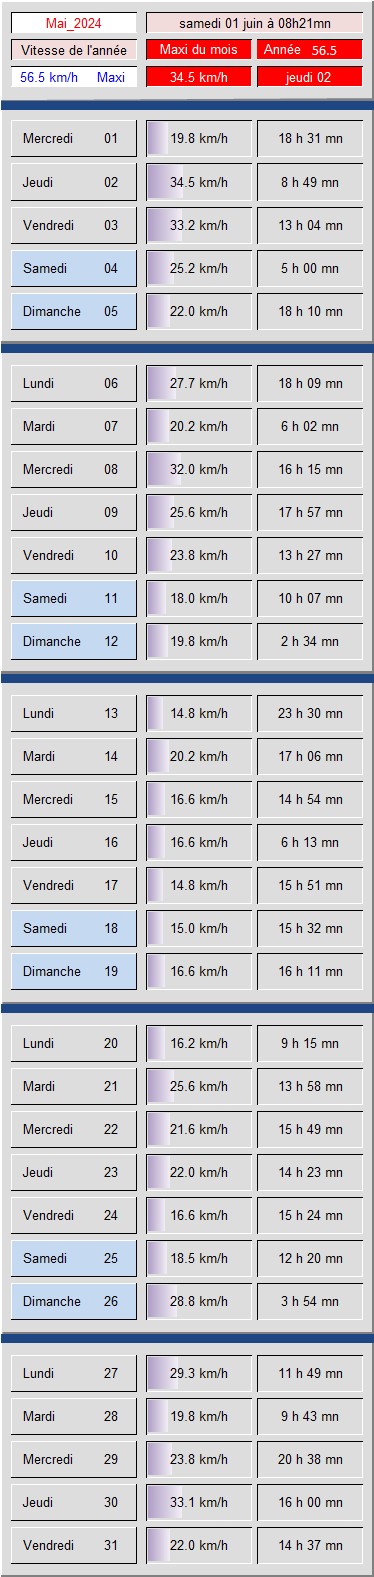 Mai_2024 samedi 01 juin à 08h21mn
Vitesse de l'année Maxi du mois Année 56.5
56.5 km/h Maxi 34.5 km/h jeudi 02
Mercredi 01 19.8 km/h 18 h 31 mn
Jeudi 02 34.5 km/h 8 h 49 mn
Vendredi 03 33.2 km/h 13 h 04 mn
Samedi 04 25.2 km/h 5 h 00 mn
Dimanche 05 22.0 km/h 18 h 10 mn
Lundi 06 27.7 km/h 18 h 09 mn
Mardi 07 20.2 km/h 6 h 02 mn
Mercredi 08 32.0 km/h 16 h 15 mn
Jeudi 09 25.6 km/h 17 h 57 mn
Vendredi 10 23.8 km/h 13 h 27 mn
Samedi 11 18.0 km/h 10 h 07 mn
Dimanche 12 19.8 km/h 2 h 34 mn
Lundi 13 14.8 km/h 23 h 30 mn
Mardi 14 20.2 km/h 17 h 06 mn
Mercredi 15 16.6 km/h 14 h 54 mn
Jeudi 16 16.6 km/h 6 h 13 mn
Vendredi 17 14.8 km/h 15 h 51 mn
Samedi 18 15.0 km/h 15 h 32 mn
Dimanche 19 16.6 km/h 16 h 11 mn
Lundi 20 16.2 km/h 9 h 15 mn
Mardi 21 25.6 km/h 13 h 58 mn
Mercredi 22 21.6 km/h 15 h 49 mn
Jeudi 23 22.0 km/h 14 h 23 mn
Vendredi 24 16.6 km/h 15 h 24 mn
Samedi 25 18.5 km/h 12 h 20 mn
Dimanche 26 28.8 km/h 3 h 54 mn
Lundi 27 29.3 km/h 11 h 49 mn
Mardi 28 19.8 km/h 9 h 43 mn
Mercredi 29 23.8 km/h 20 h 38 mn
Jeudi 30 33.1 km/h 16 h 00 mn
Vendredi 31 22.0 km/h 14 h 37 mn